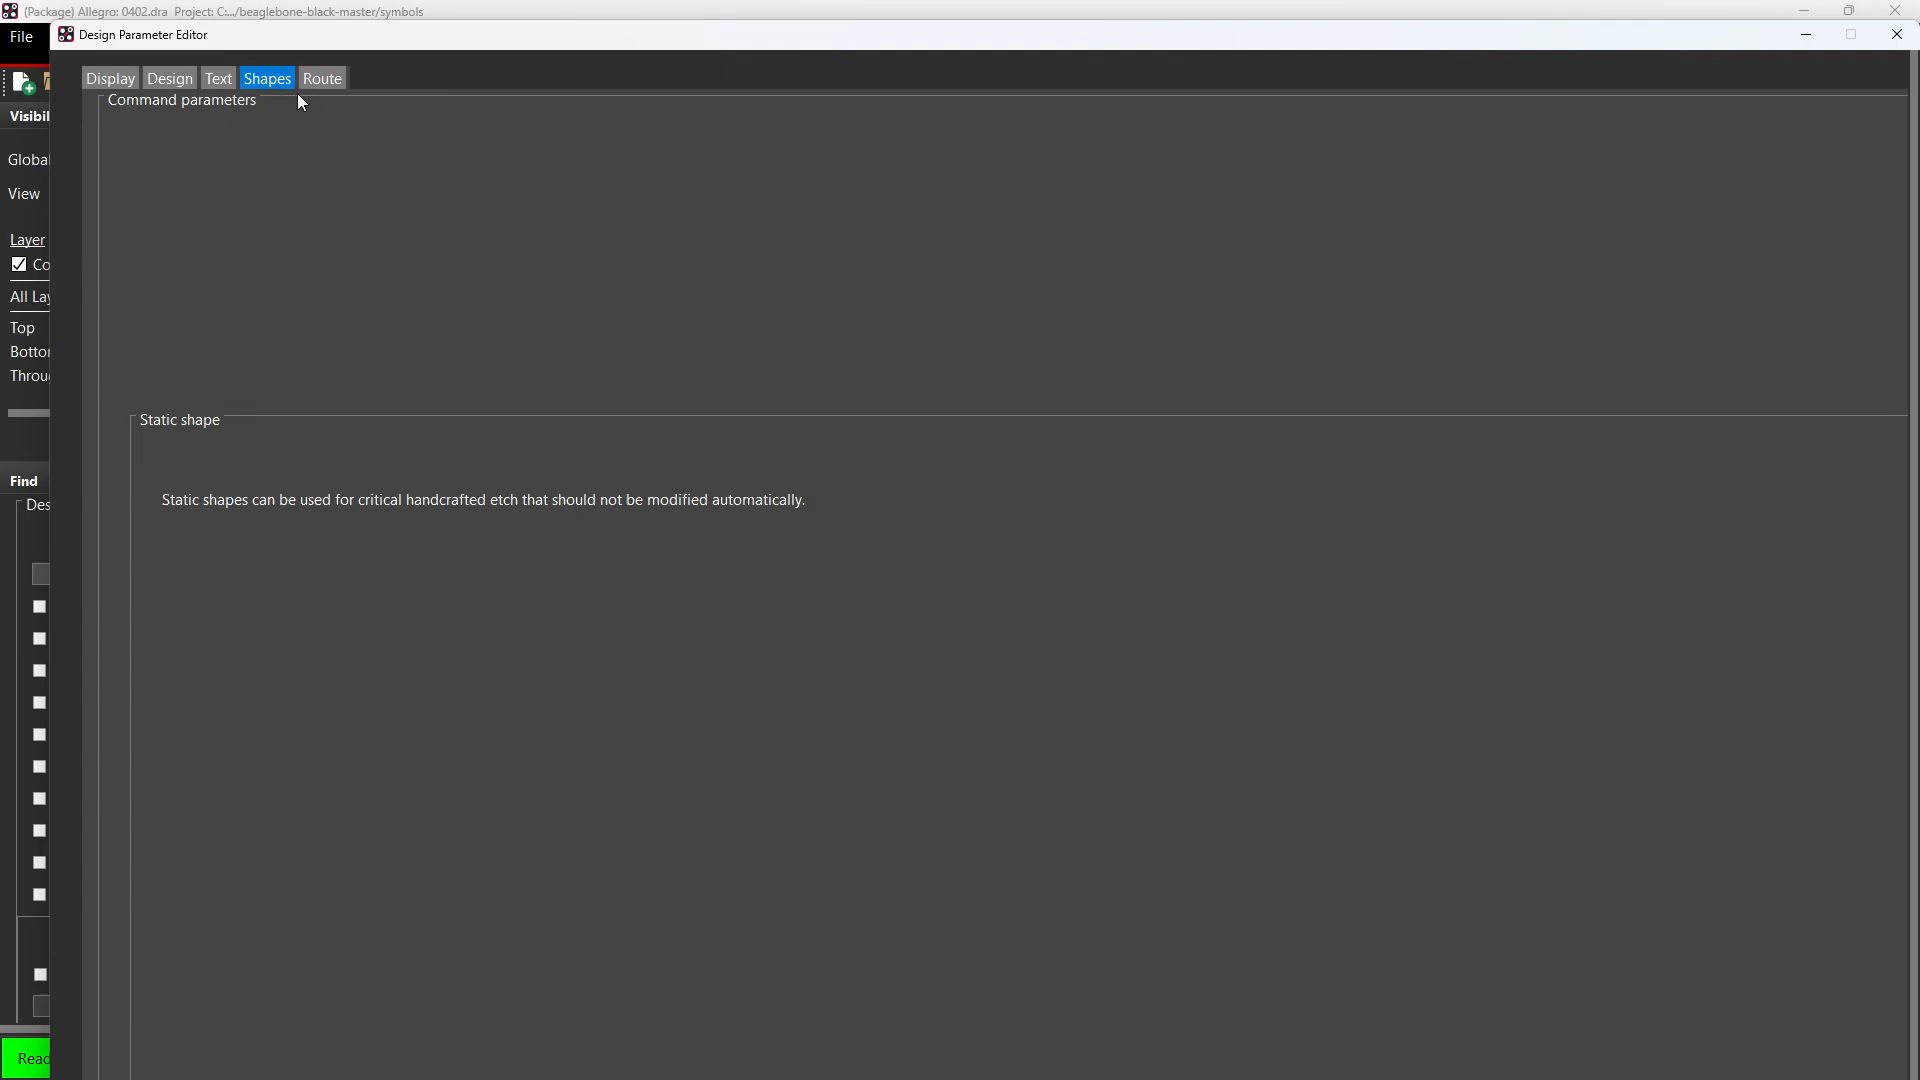 (Package) Allegro: 0402.dra Project: C:.../beaglebone-black-master/symbols
File
Design Parameter Editor
Display
Design
Text
Shapes
Route
Command parameters
Visibil
Global
View
Layer
Co
All Lay
Top
Botto
Throu
Static shape
Find
Static shapes can be used for critical handcrafted etch that should not be modified automatically.
Des
Read